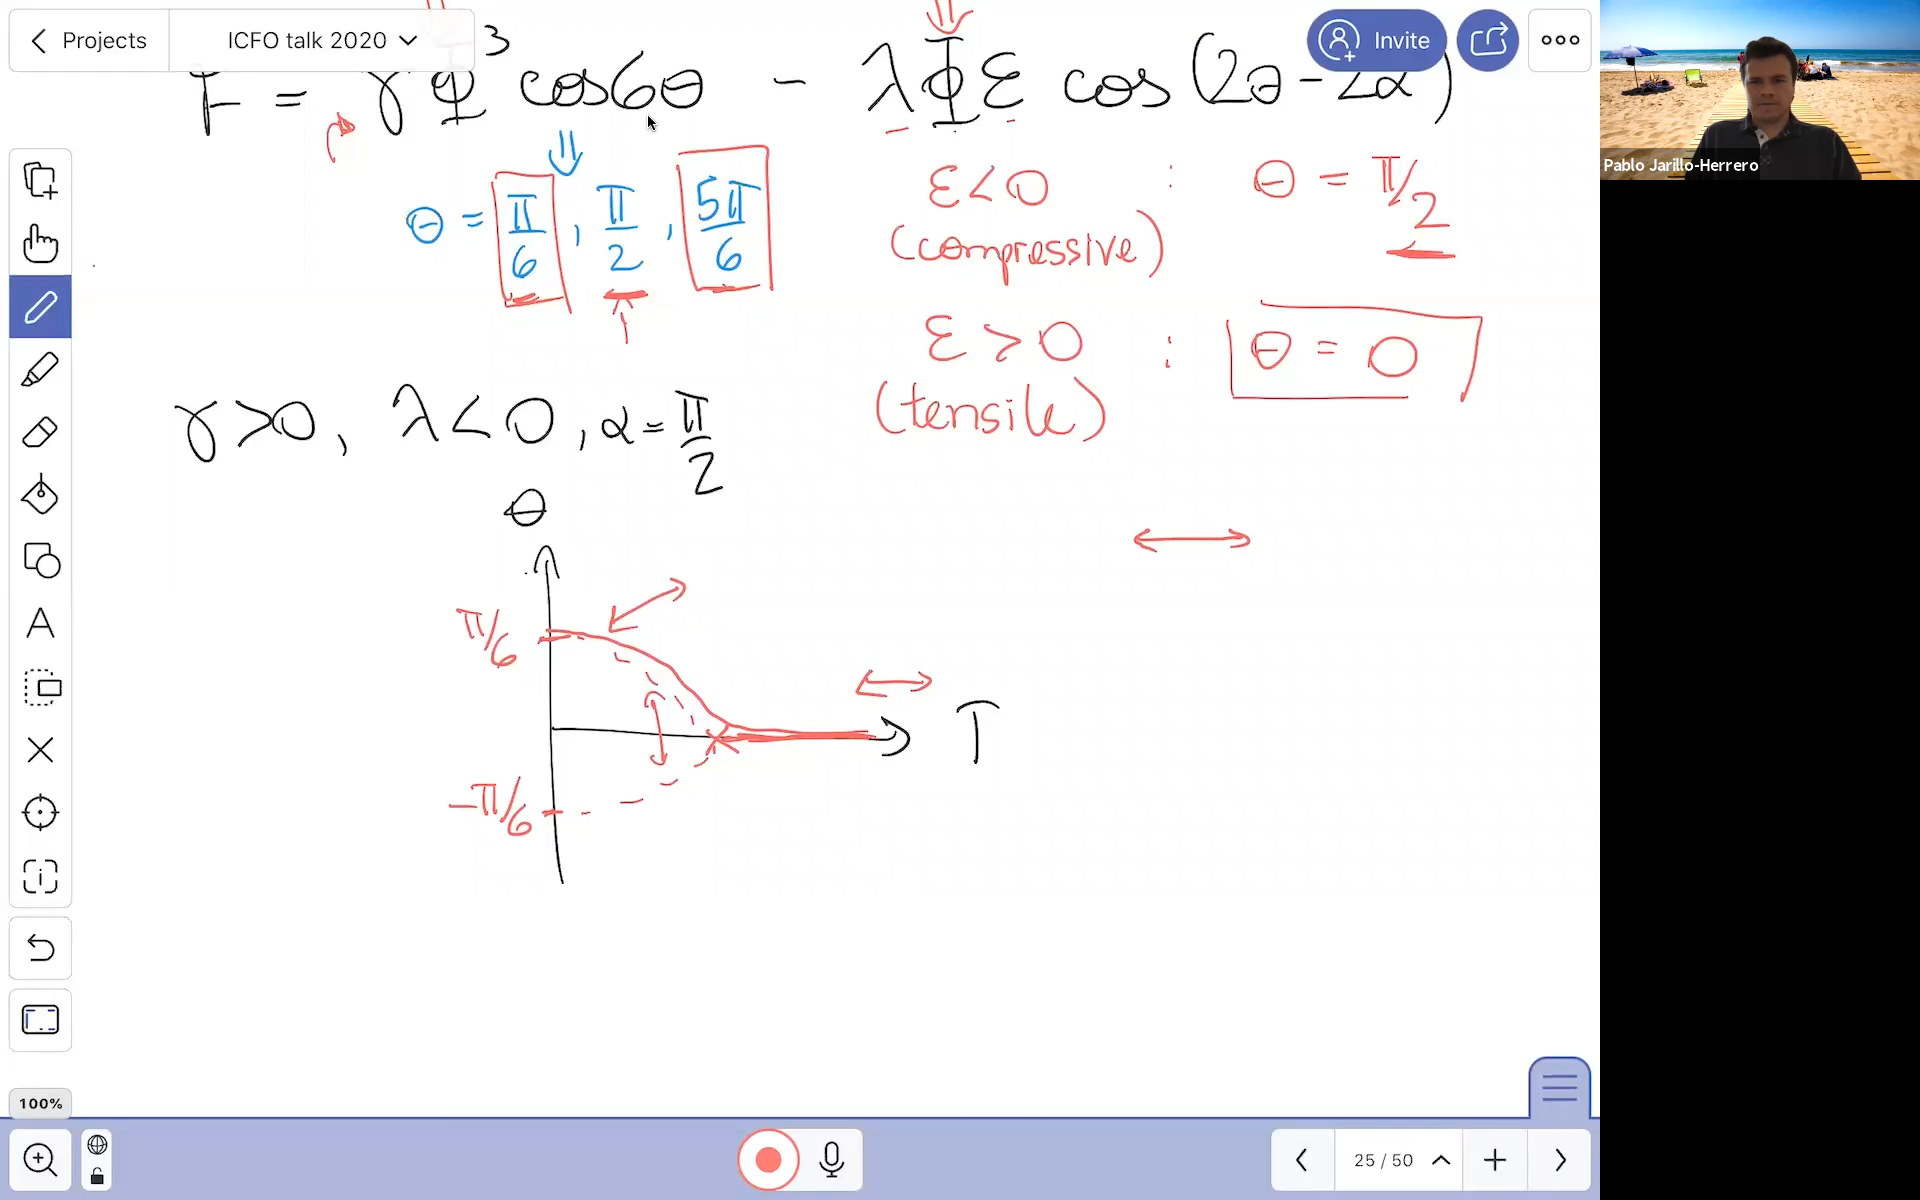 Projects
ICFO talk 2020
Invite
Pablo Jarillo-Herrero
F = γ Φ³ cos6θ - λΦε cos(2θ-2α)
θ = π/6, π/2, 5π/6
ε<0 : θ = π/2
(compressive)
ε > 0 : θ = 0
(tensile)
γ>0, λ<0, α=π/2
θ
π/6
T
-π/6
A
100%
25 / 50